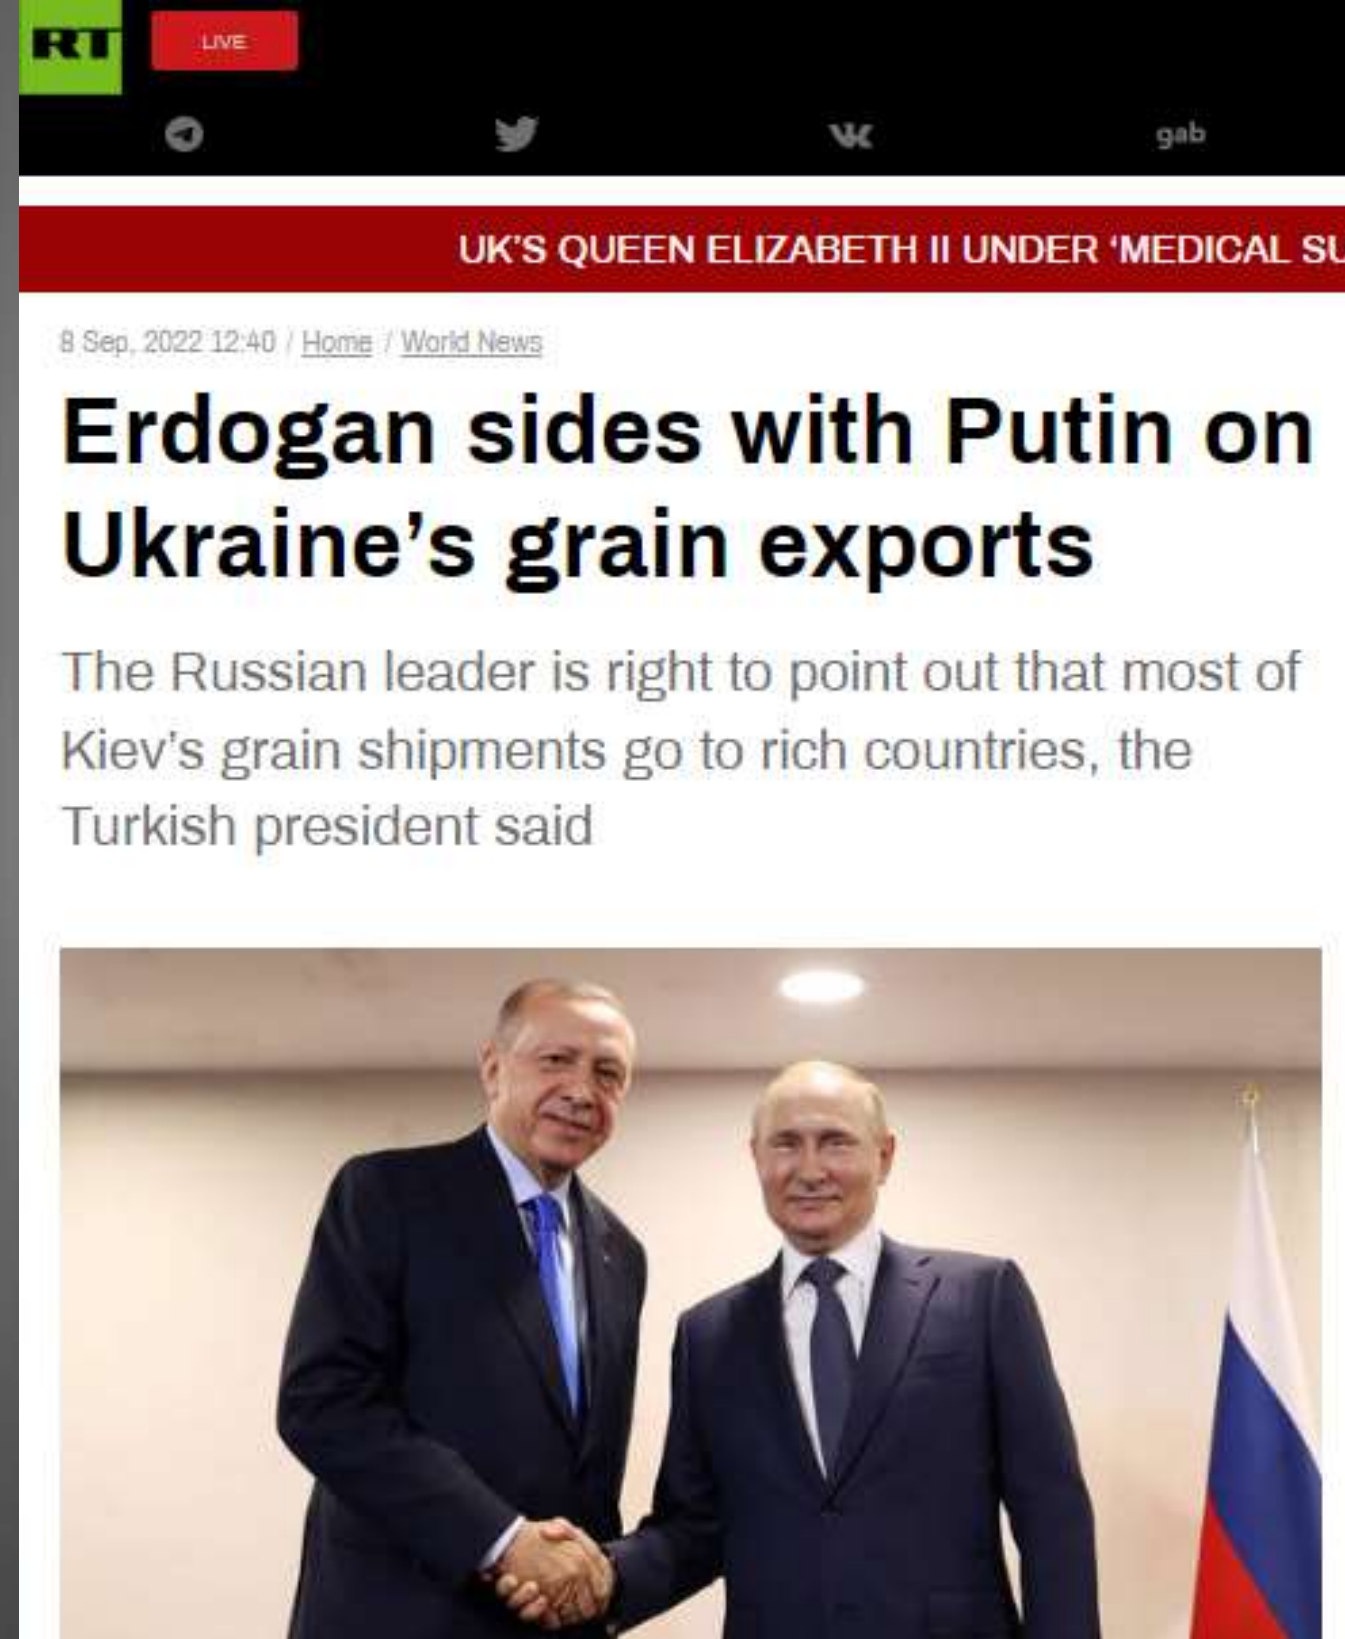 RT
LIVE
gab
UK'S QUEEN ELIZABETH II UNDER ‘MEDICAL SU
8 Sep, 2022 12:40 / Home / World News
Erdogan sides with Putin on
Ukraine’s grain exports
The Russian leader is right to point out that most of
Kiev’s grain shipments go to rich countries, the
Turkish president said